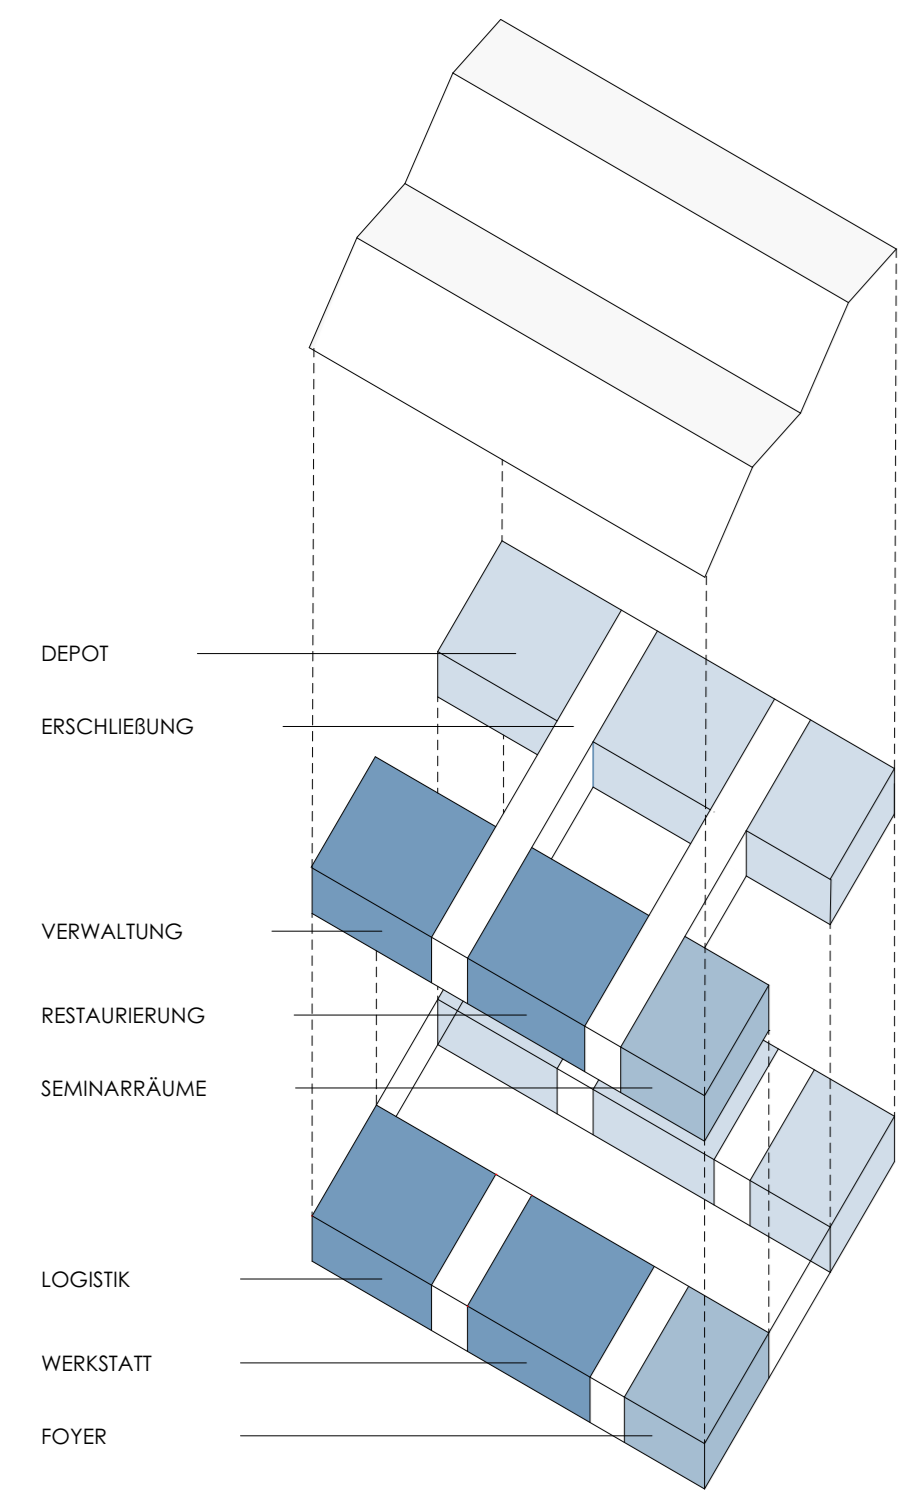 DEPOT
ERSCHLIEßUNG
VERWALTUNG
RESTAURIERUNG
SEMINARRÄUME
LOGISTIK
WERKSTATT
FOYER